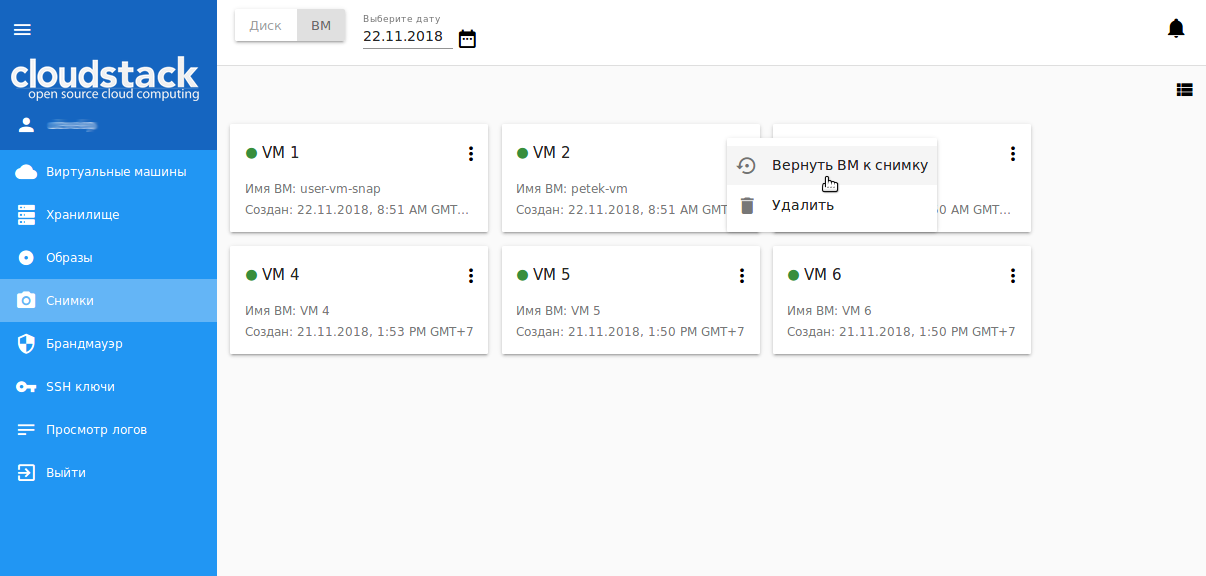 Диск
ВМ
Выберите дату
22.11.2018
cloudstack
open source cloud computing
Виртуальные машины
Хранилище
Образы
Снимки
Брандмауэр
SSH ключи
Просмотр логов
Выйти
VM 1
Имя ВМ: user-vm-snap
Создан: 22.11.2018, 8:51 AM GMT...
VM 2
Имя ВМ: petek-vm
Создан: 22.11.2018, 8:51 AM GMT
Вернуть ВМ к снимку
Удалить
0 AM GMT...
VM 4
Имя ВМ: VM 4
Создан: 21.11.2018, 1:53 PM GMT+7
VM 5
Имя ВМ: VM 5
Создан: 21.11.2018, 1:50 PM GMT+7
VM 6
Имя ВМ: VM 6
Создан: 21.11.2018, 1:50 PM GMT+7